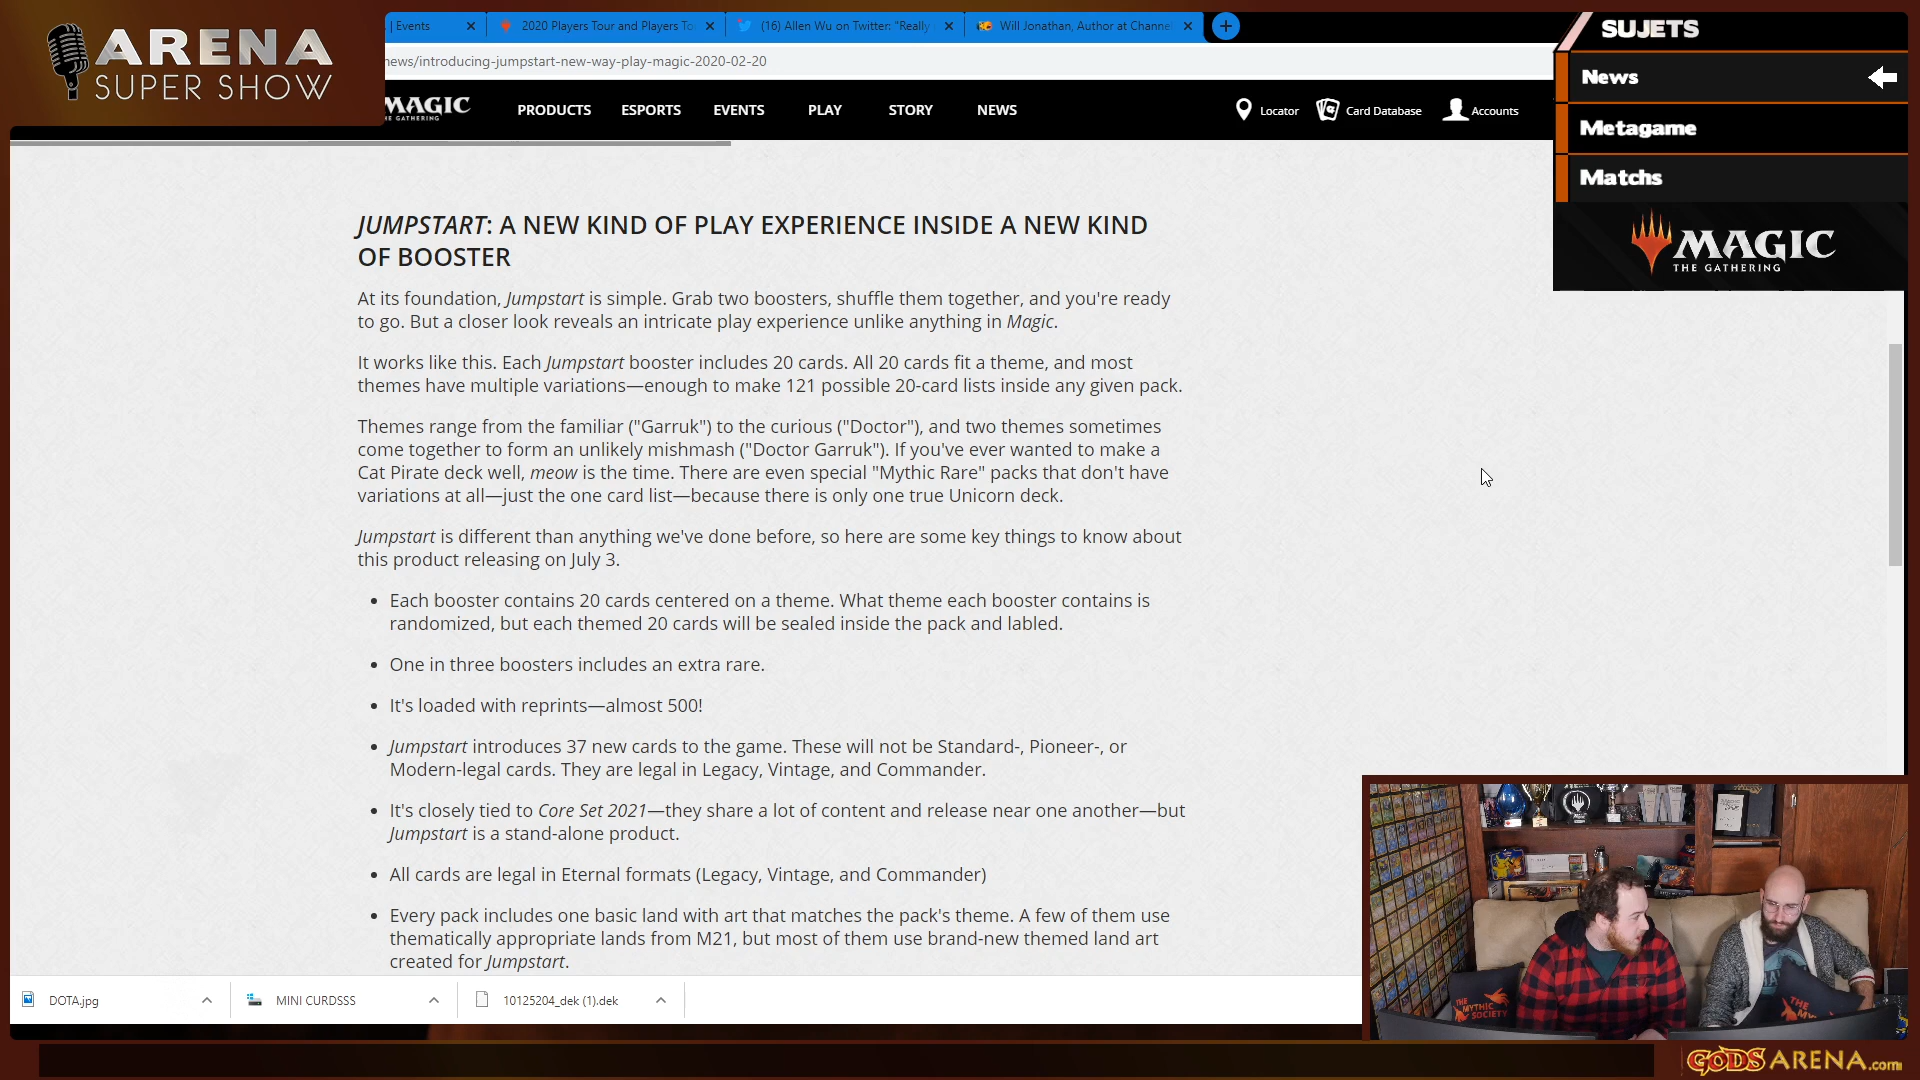 ARENA
SUPER SHOW
| Events
2020 Players Tour and Players To
(16) Allen Wu on Twitter: "Really
Will Jonathan, Author at Channe
news/introducing-jumpstart-new-way-play-magic-2020-02-20
MAGIC
THE GATHERING
PRODUCTS
ESPORTS
EVENTS
PLAY
STORY
NEWS
Locator
Card Database
Accounts
SUJETS
News
Metagame
Matchs
MAGIC
THE GATHERING
JUMPSTART: A NEW KIND OF PLAY EXPERIENCE INSIDE A NEW KIND
OF BOOSTER
At its foundation, Jumpstart is simple. Grab two boosters, shuffle them together, and you're ready
to go. But a closer look reveals an intricate play experience unlike anything in Magic.
It works like this. Each Jumpstart booster includes 20 cards. All 20 cards fit a theme, and most
themes have multiple variations—enough to make 121 possible 20-card lists inside any given pack.
Themes range from the familiar ("Garruk") to the curious ("Doctor"), and two themes sometimes
come together to form an unlikely mishmash ("Doctor Garruk"). If you've ever wanted to make a
Cat Pirate deck well, meow is the time. There are even special "Mythic Rare" packs that don't have
variations at all—just the one card list—because there is only one true Unicorn deck.
Jumpstart is different than anything we've done before, so here are some key things to know about
this product releasing on July 3.
• Each booster contains 20 cards centered on a theme. What theme each booster contains is
randomized, but each themed 20 cards will be sealed inside the pack and labled.
• One in three boosters includes an extra rare.
• It's loaded with reprints—almost 500!
• Jumpstart introduces 37 new cards to the game. These will not be Standard-, Pioneer-, or
Modern-legal cards. They are legal in Legacy, Vintage, and Commander.
• It's closely tied to Core Set 2021—they share a lot of content and release near one another—but
Jumpstart is a stand-alone product.
• All cards are legal in Eternal formats (Legacy, Vintage, and Commander)
• Every pack includes one basic land with art that matches the pack's theme. A few of them use
thematically appropriate lands from M21, but most of them use brand-new themed land art
created for Jumpstart.
DOTA.jpg
MINI CURDSSS
10125204_dek (1).dek
THE
MYTHIC
SOCIETY
THE
GODSARENA.com